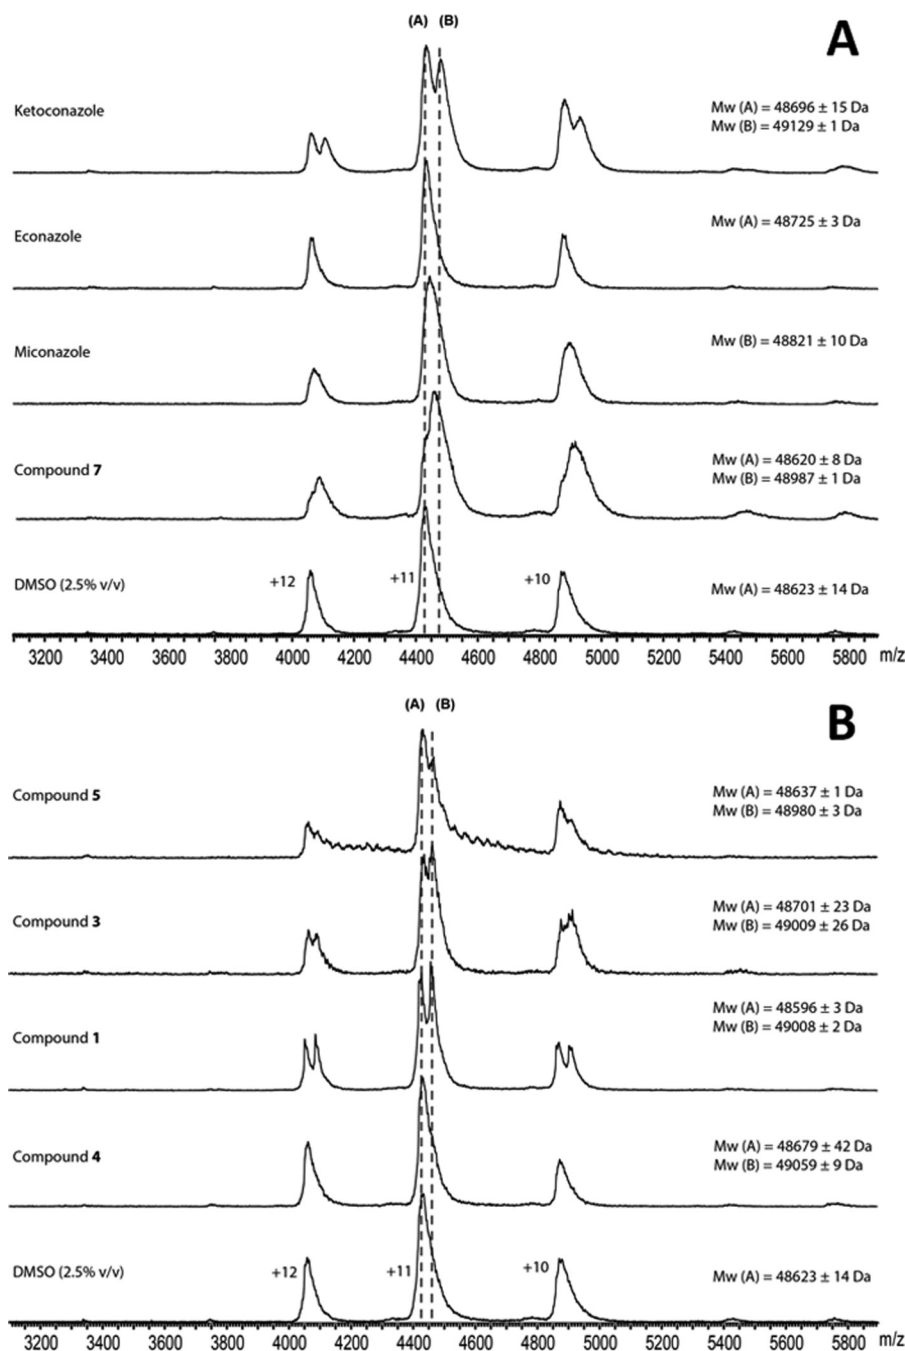 (A) (B)
A
Ketoconazole
Mw (A) = 48696 ± 15 Da
Mw (B) = 49129 ± 1 Da
Econazole
Mw (A) = 48725 ± 3 Da
Miconazole
Mw (B) = 48821 ± 10 Da
Compound 7
Mw (A) = 48620 ± 8 Da
Mw (B) = 48987 ± 1 Da
DMSO (2.5% v/v)
+12 +11 +10
Mw (A) = 48623 ± 14 Da
3200 3400 3600 3800 4000 4200 4400 4600 4800 5000 5200 5400 5600 5800 m/z
(A) (B)
B
Compound 5
Mw (A) = 48637 ± 1 Da
Mw (B) = 48980 ± 3 Da
Compound 3
Mw (A) = 48701 ± 23 Da
Mw (B) = 49009 ± 26 Da
Compound 1
Mw (A) = 48596 ± 3 Da
Mw (B) = 49008 ± 2 Da
Compound 4
Mw (A) = 48679 ± 42 Da
Mw (B) = 49059 ± 9 Da
DMSO (2.5% v/v)
+12 +11 +10
Mw (A) = 48623 ± 14 Da
3200 3400 3600 3800 4000 4200 4400 4600 4800 5000 5200 5400 5600 5800 m/z